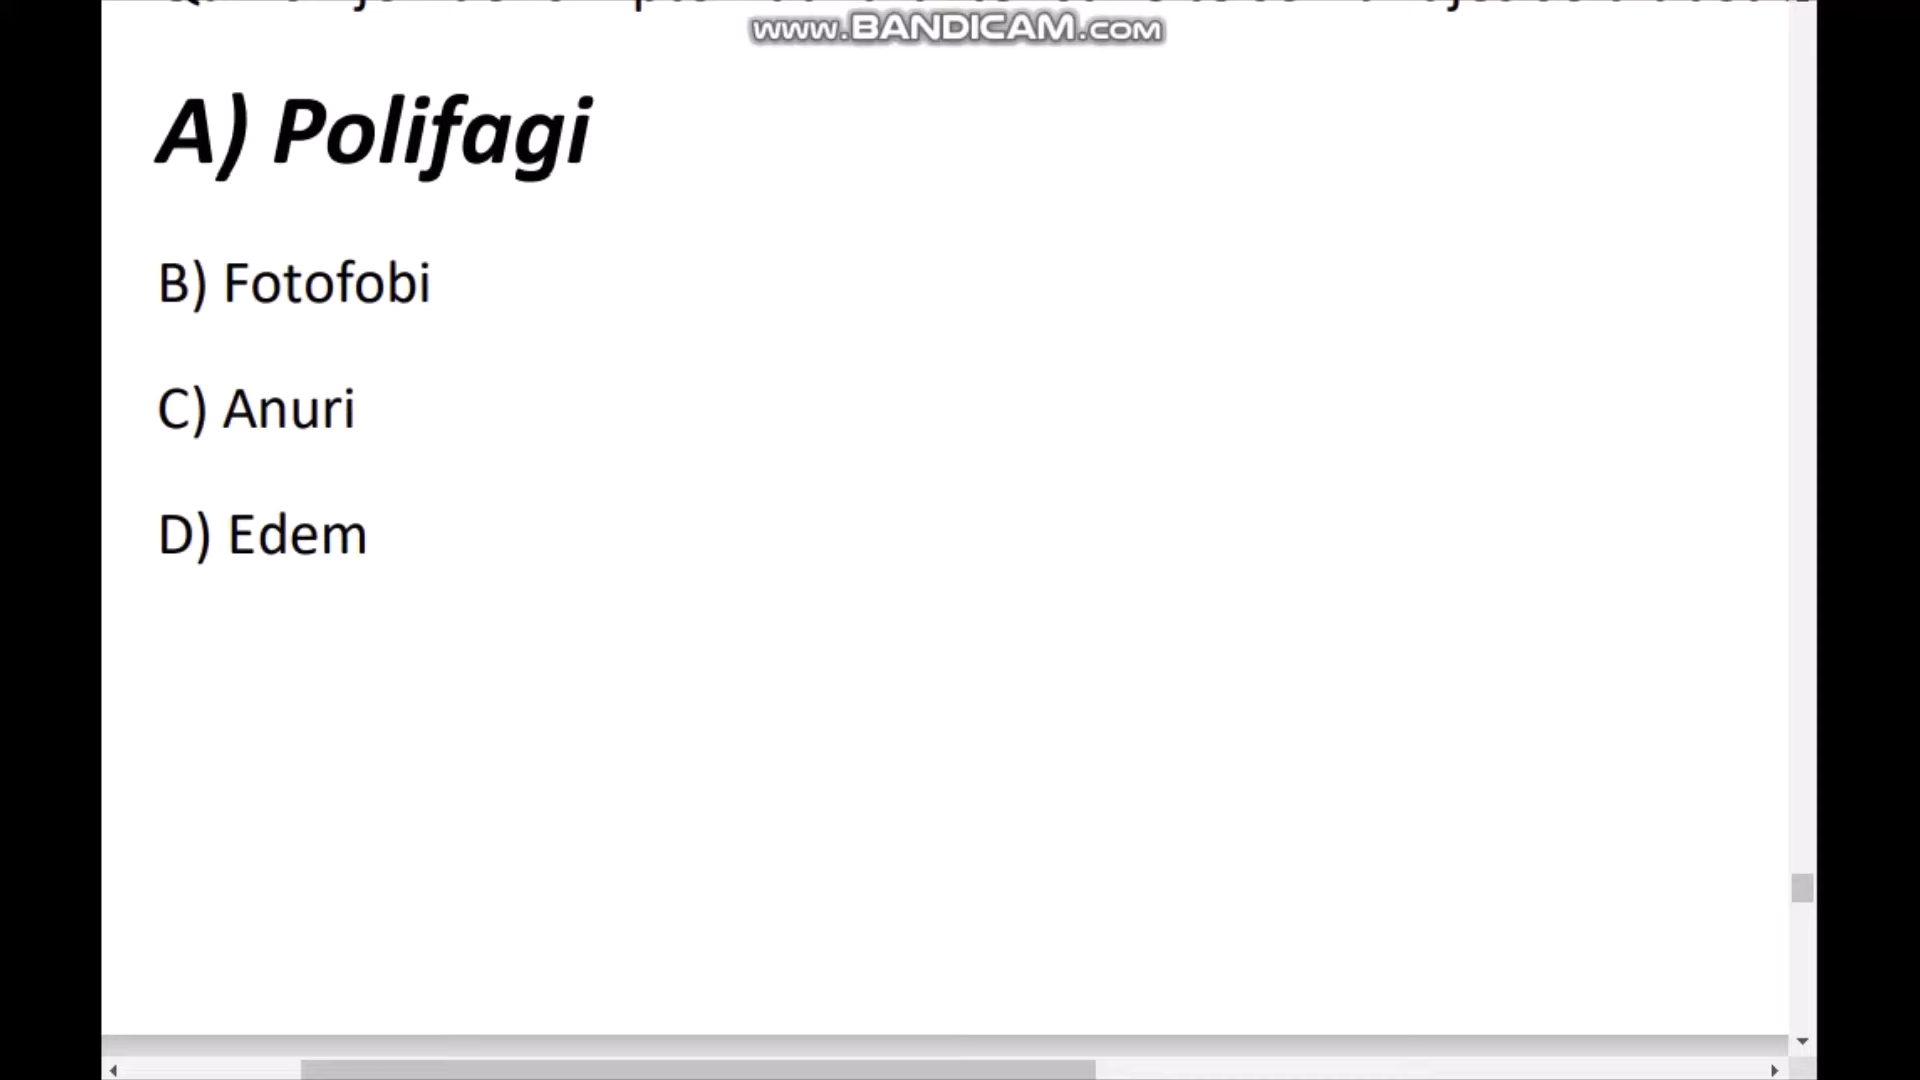 www.BANDICAM.com
A) Polifagi
B) Fotofobi
C) Anuri
D) Edem